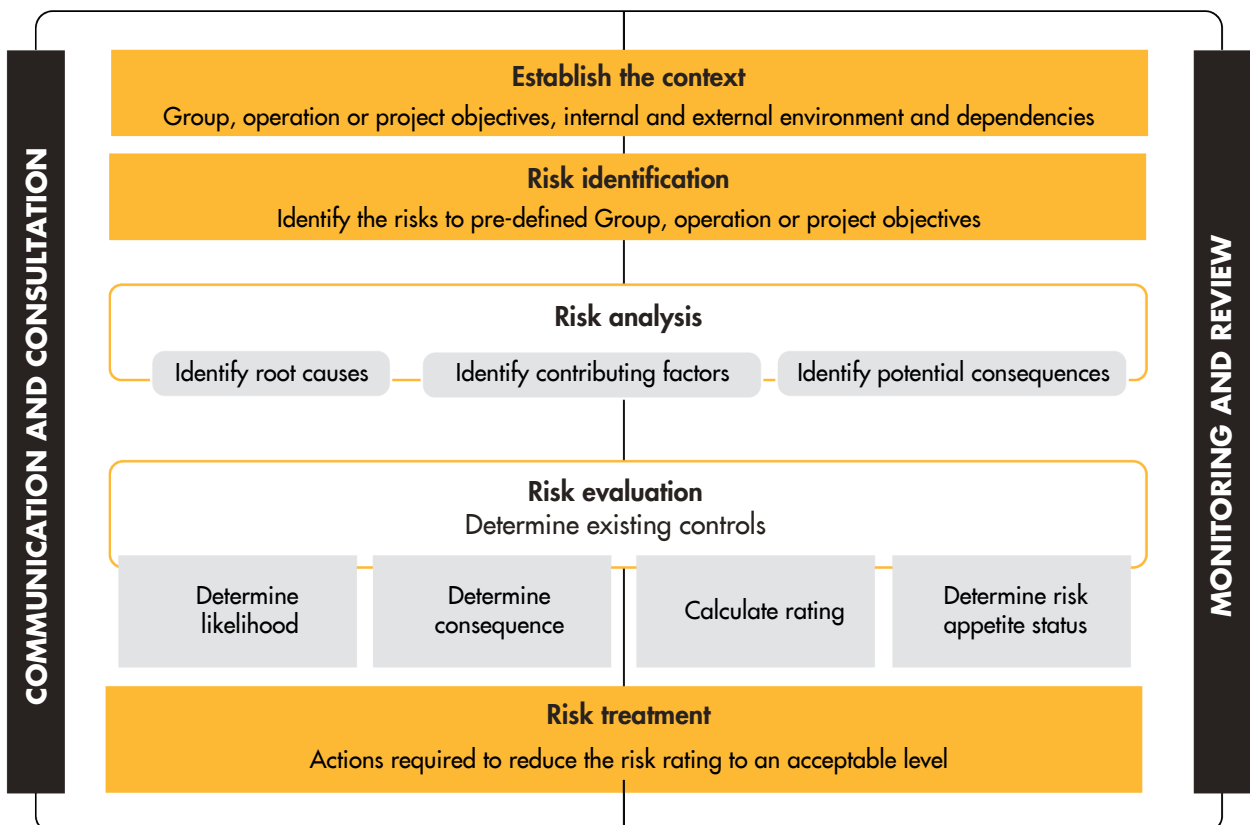 COMMUNICATION AND CONSULTATION
Establish the context
Group, operation or project objectives, internal and external environment and dependencies
Risk identification
Identify the risks to pre-defined Group, operation or project objectives
Risk analysis
Identify root causes
Identify contributing factors
Identify potential consequences
Risk evaluation
Determine existing controls
Determine
likelihood
Determine
consequence
Calculate rating
Determine risk
appetite status
Risk treatment
Actions required to reduce the risk rating to an acceptable level
MONITORING AND REVIEW